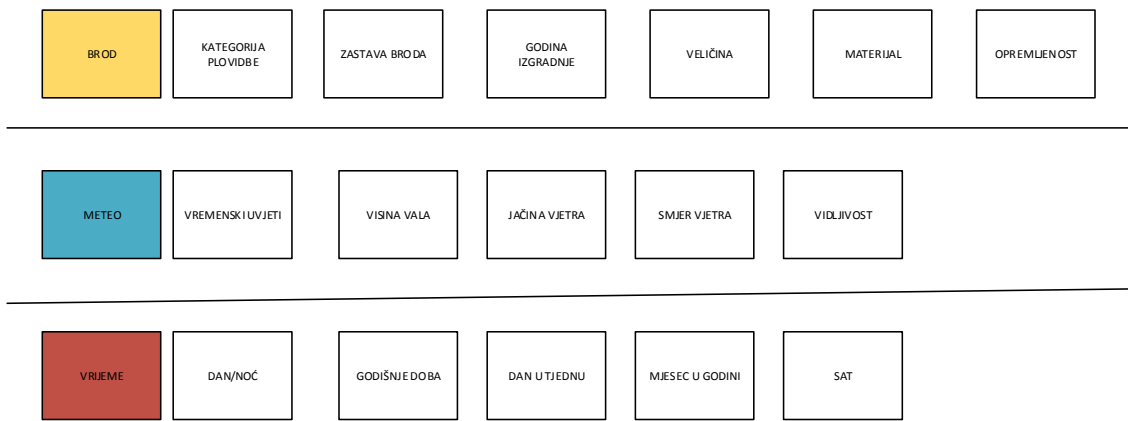 BROD
KATEGORIJA
PLOVIDBE
ZASTAVA BRODA
GODINA
IZGRADNJE
VELIČINA
MATERIJAL
OPREMLJENOST
METEO
VREMENSKI UVJETI
VISINA VALA
JAČINA VJETRA
SMJER VJETRA
VIDLJIVOST
VRIJEME
DAN/NOĆ
GODIŠNJE DOBA
DAN U TJEDNU
MJESEC U GODINI
SAT